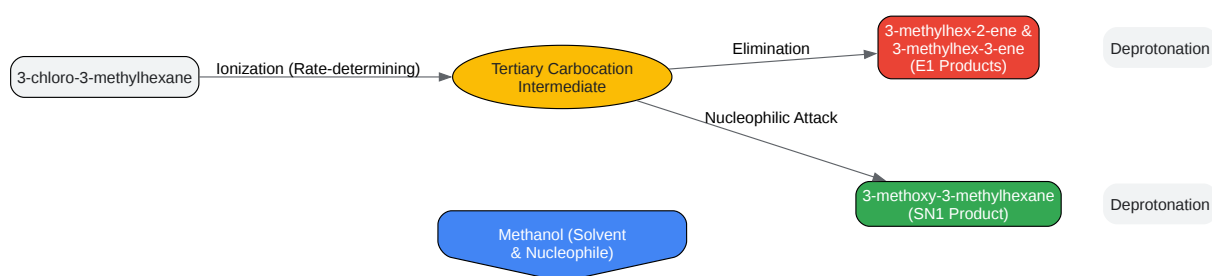 3-chloro-3-methylhexane
Ionization (Rate-determining)
Tertiary Carbocation
Intermediate
Elimination
Nucleophilic Attack
3-methylhex-2-ene &
3-methylhex-3-ene
(E1 Products)
Deprotonation
3-methoxy-3-methylhexane
(SN1 Product)
Deprotonation
Methanol (Solvent
& Nucleophile)